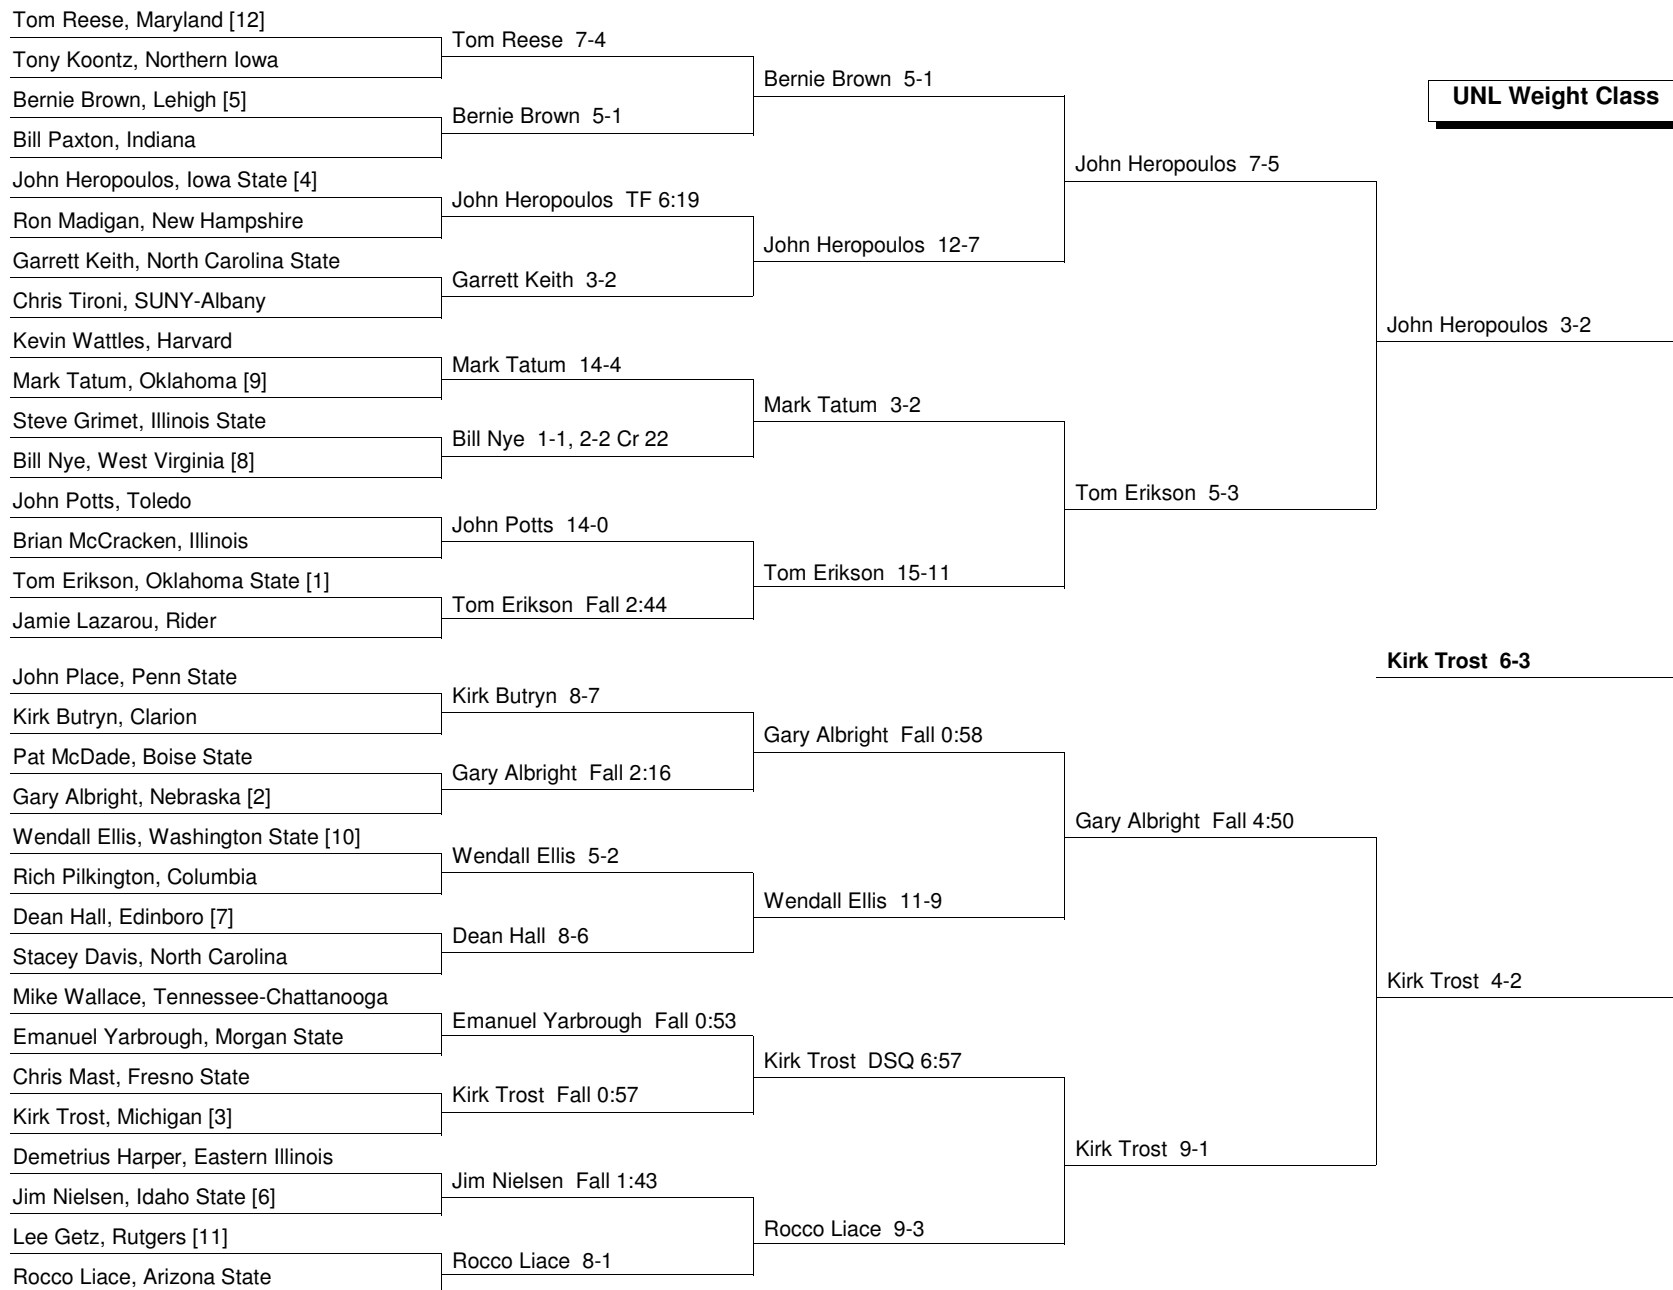 Tom Reese, Maryland [12]
Tony Koontz, Northern Iowa
Bernie Brown, Lehigh [5]
Bill Paxton, Indiana
John Heropoulos, Iowa State [4]
Ron Madigan, New Hampshire
Garrett Keith, North Carolina State
Chris Tironi, SUNY-Albany
Kevin Wattles, Harvard
Mark Tatum, Oklahoma [9]
Steve Grimet, Illinois State
Bill Nye, West Virginia [8]
John Potts, Toledo
Brian McCracken, Illinois
Tom Erikson, Oklahoma State [1]
Jamie Lazarou, Rider
John Place, Penn State
Kirk Butryn, Clarion
Pat McDade, Boise State
Gary Albright, Nebraska [2]
Wendall Ellis, Washington State [10]
Rich Pilkington, Columbia
Dean Hall, Edinboro [7]
Stacey Davis, North Carolina
Mike Wallace, Tennessee-Chattanooga
Emanuel Yarbrough, Morgan State
Chris Mast, Fresno State
Kirk Trost, Michigan [3]
Demetrius Harper, Eastern Illinois
Jim Nielsen, Idaho State [6]
Lee Getz, Rutgers [11]
Rocco Liace, Arizona State
Tom Reese 7-4
Bernie Brown 5-1
John Heropoulos TF 6:19
Garrett Keith 3-2
Mark Tatum 14-4
Bill Nye 1-1, 2-2 Cr 22
John Potts 14-0
Tom Erikson Fall 2:44
Kirk Butryn 8-7
Gary Albright Fall 2:16
Wendall Ellis 5-2
Dean Hall 8-6
Emanuel Yarbrough Fall 0:53
Kirk Trost Fall 0:57
Jim Nielsen Fall 1:43
Rocco Liace 8-1
Bernie Brown 5-1
John Heropoulos 12-7
Mark Tatum 3-2
Tom Erikson 15-11
Gary Albright Fall 0:58
Wendall Ellis 11-9
Kirk Trost DSQ 6:57
Rocco Liace 9-3
John Heropoulos 7-5
Tom Erikson 5-3
Gary Albright Fall 4:50
Kirk Trost 9-1
UNL Weight Class
John Heropoulos 3-2
Kirk Trost 6-3
Kirk Trost 4-2